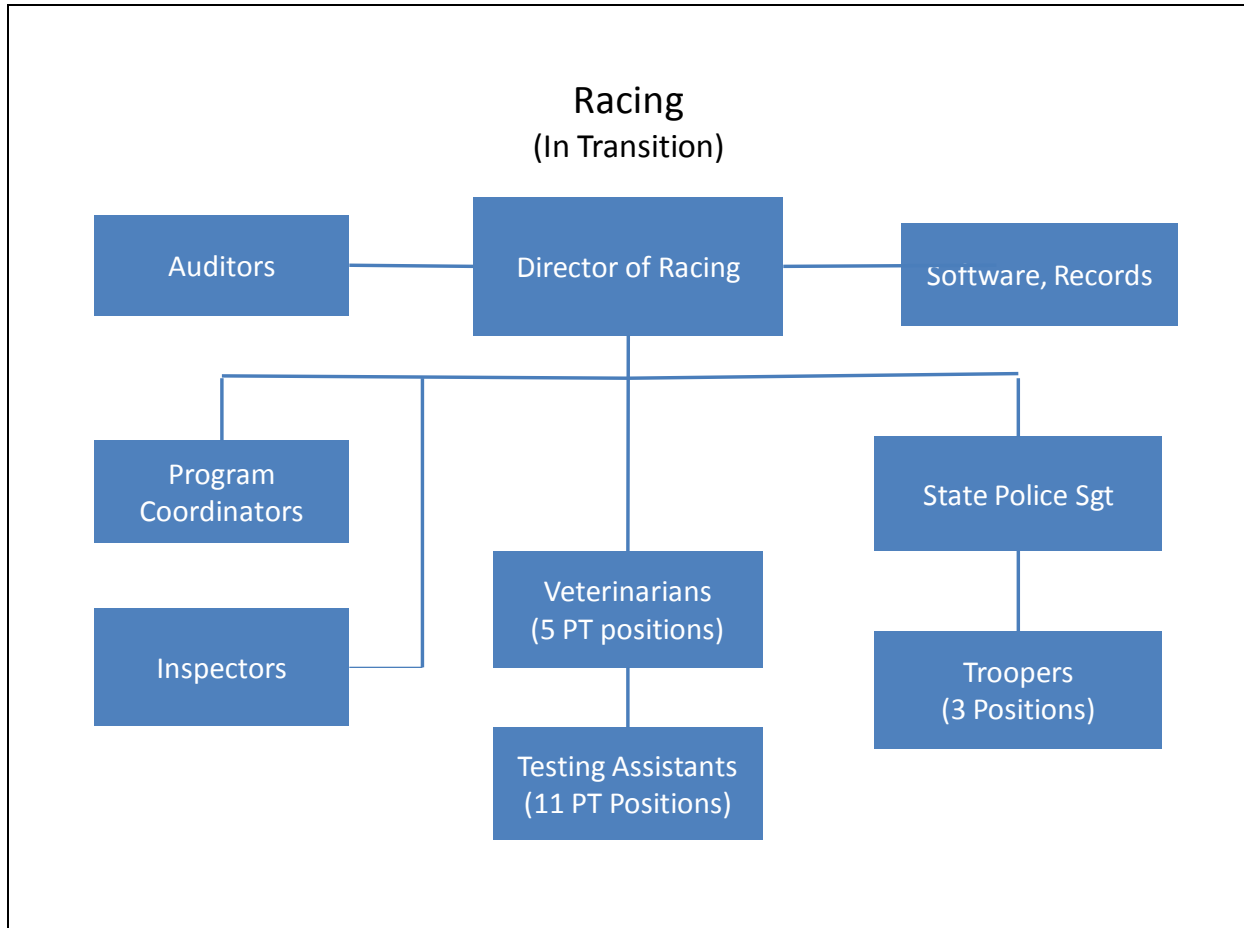 Racing
(In Transition)
Auditors
Director of Racing
Software, Records
Program
Coordinators
State Police Sgt
Veterinarians
(5 PT positions)
Inspectors
Troopers
(3 Positions)
Testing Assistants
(11 PT Positions)